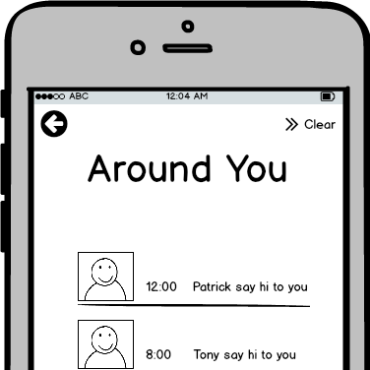 ABC 12:04 AM
Clear
Around You
12:00 Patrick say hi to you
8:00 Tony say hi to you